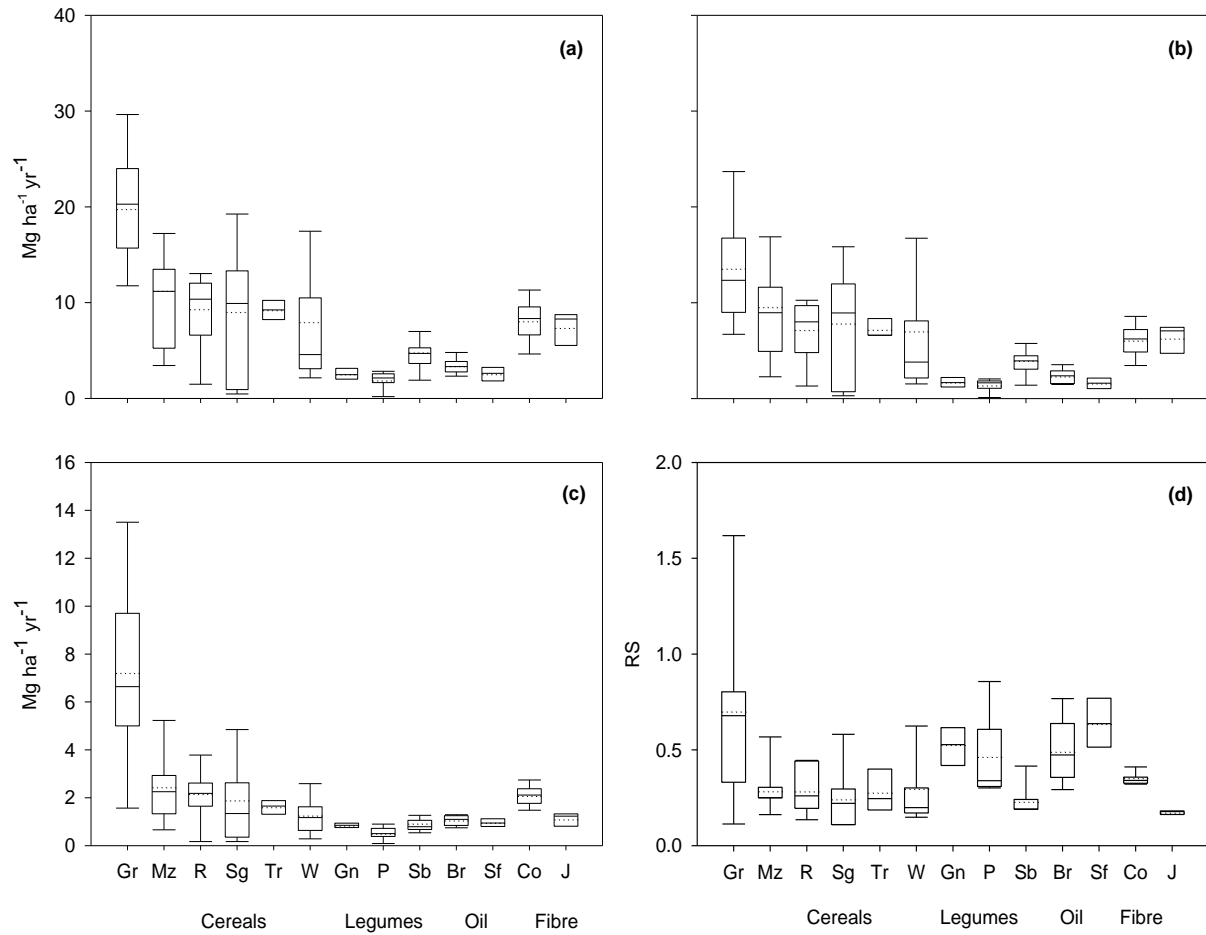 40
30
20
10
0
Mg ha⁻¹ yr⁻¹
(a)
(b)
16
14
12
10
8
6
4
2
0
Mg ha⁻¹ yr⁻¹
(c)
Gr Mz R Sg Tr W Gn P Sb Br Sf Co J
Cereals Legumes Oil Fibre
2.0
1.5
1.0
0.5
0.0
RS
(d)
Gr Mz R Sg Tr W Gn P Sb Br Sf Co J
Cereals Legumes Oil Fibre